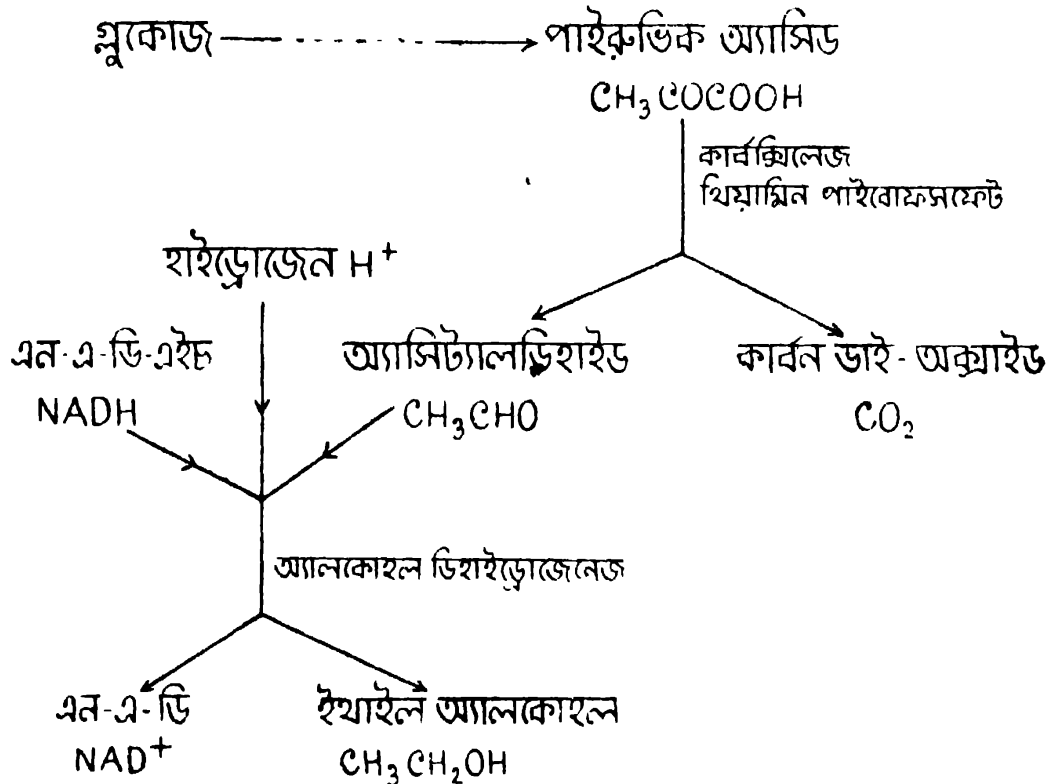 গ্লুকোজ পাইরুভিক অ্যাসিড
CH₃COCOOH
কার্বক্সিলেজ
থিয়ামিন পাইরোফসফেট
হাইড্রোজেন H⁺
এন-এ-ডি-এইচ অ্যাসিট্যালডিহাইড কার্বন ডাই-অক্সাইড
NADH CH₃CHO CO₂
অ্যালকোহল ডিহাইড্রোজেনেজ
এন-এ-ডি ইথাইল অ্যালকোহল
NAD⁺ CH₃CH₂OH